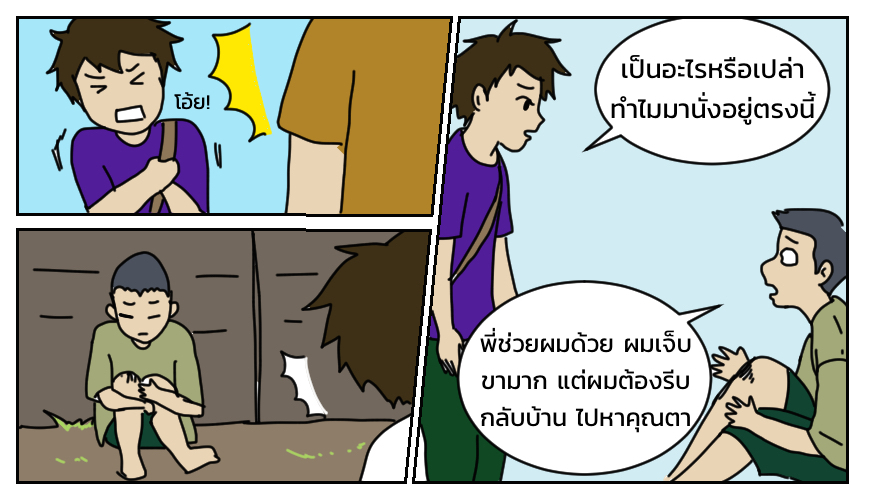 โอ้ย!
เป็นอะไรหรือเปล่า
ทำไมมานั่งอยู่ตรงนี้
พี่ช่วยผมด้วย ผมเจ็บ
ขามาก แต่ผมต้องรีบ
กลับบ้าน ไปหาคุณตา